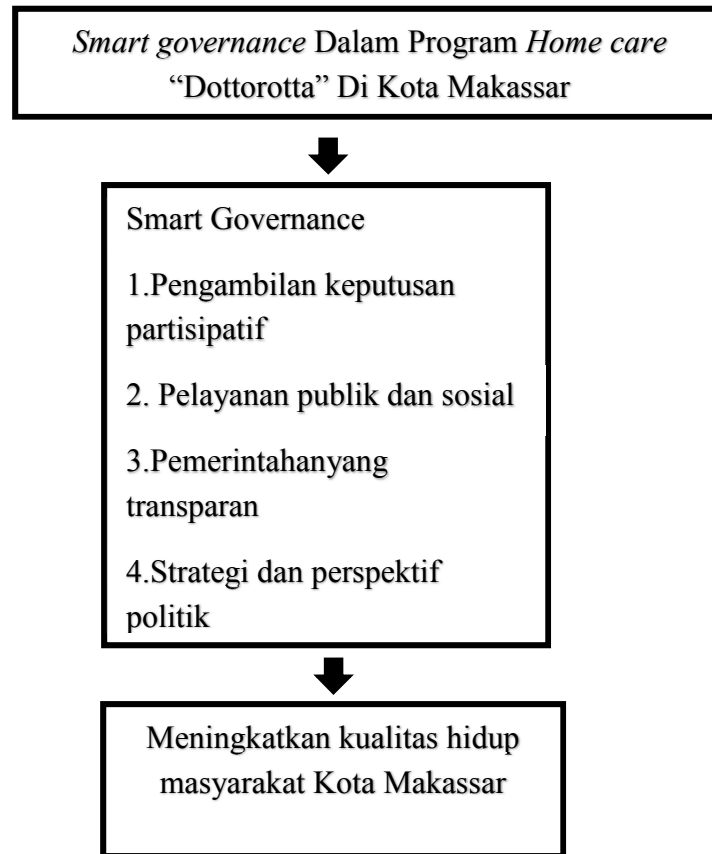 Smart governance Dalam Program Home care
“Dottorotta” Di Kota Makassar
Smart Governance
1.Pengambilan keputusan
partisipatif
2. Pelayanan publik dan sosial
3.Pemerintahanyang
transparan
4.Strategi dan perspektif
politik
Meningkatkan kualitas hidup
masyarakat Kota Makassar